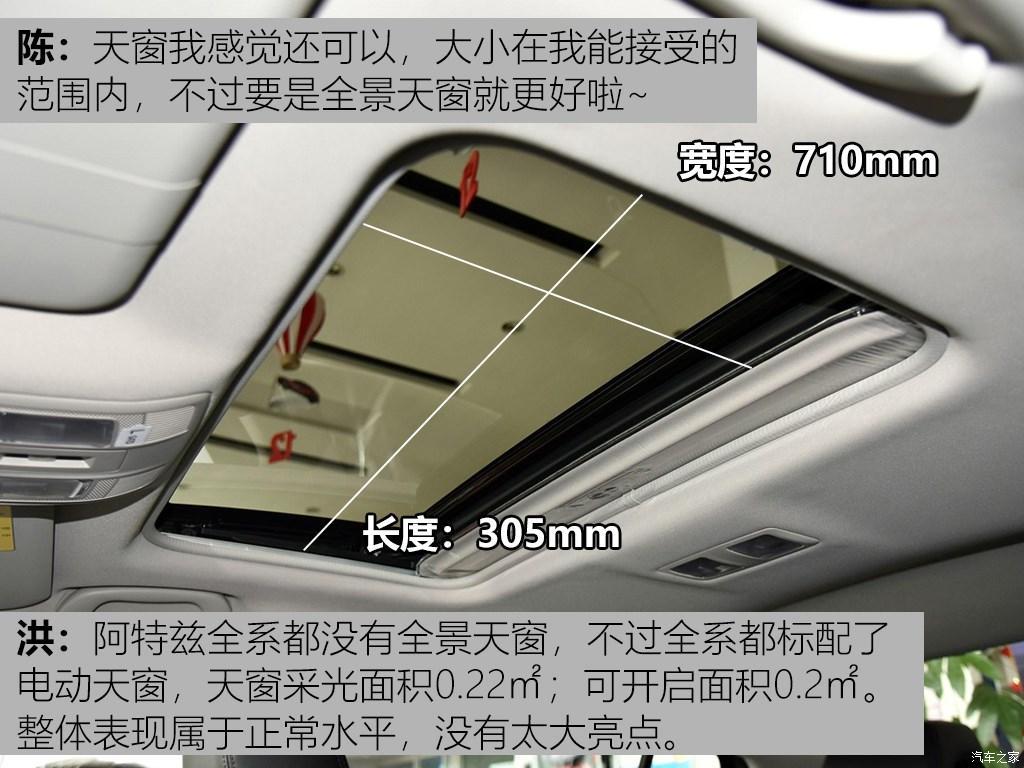 陈：天窗我感觉还可以，大小在我能接受的
范围内，不过要是全景天窗就更好啦~
宽度：710mm
长度：305mm
洪：阿特兹全系都没有全景天窗，不过全系都标配了
电动天窗，天窗采光面积0.22㎡；可开启面积0.2㎡。
整体表现属于正常水平，没有太大亮点。
汽车之家